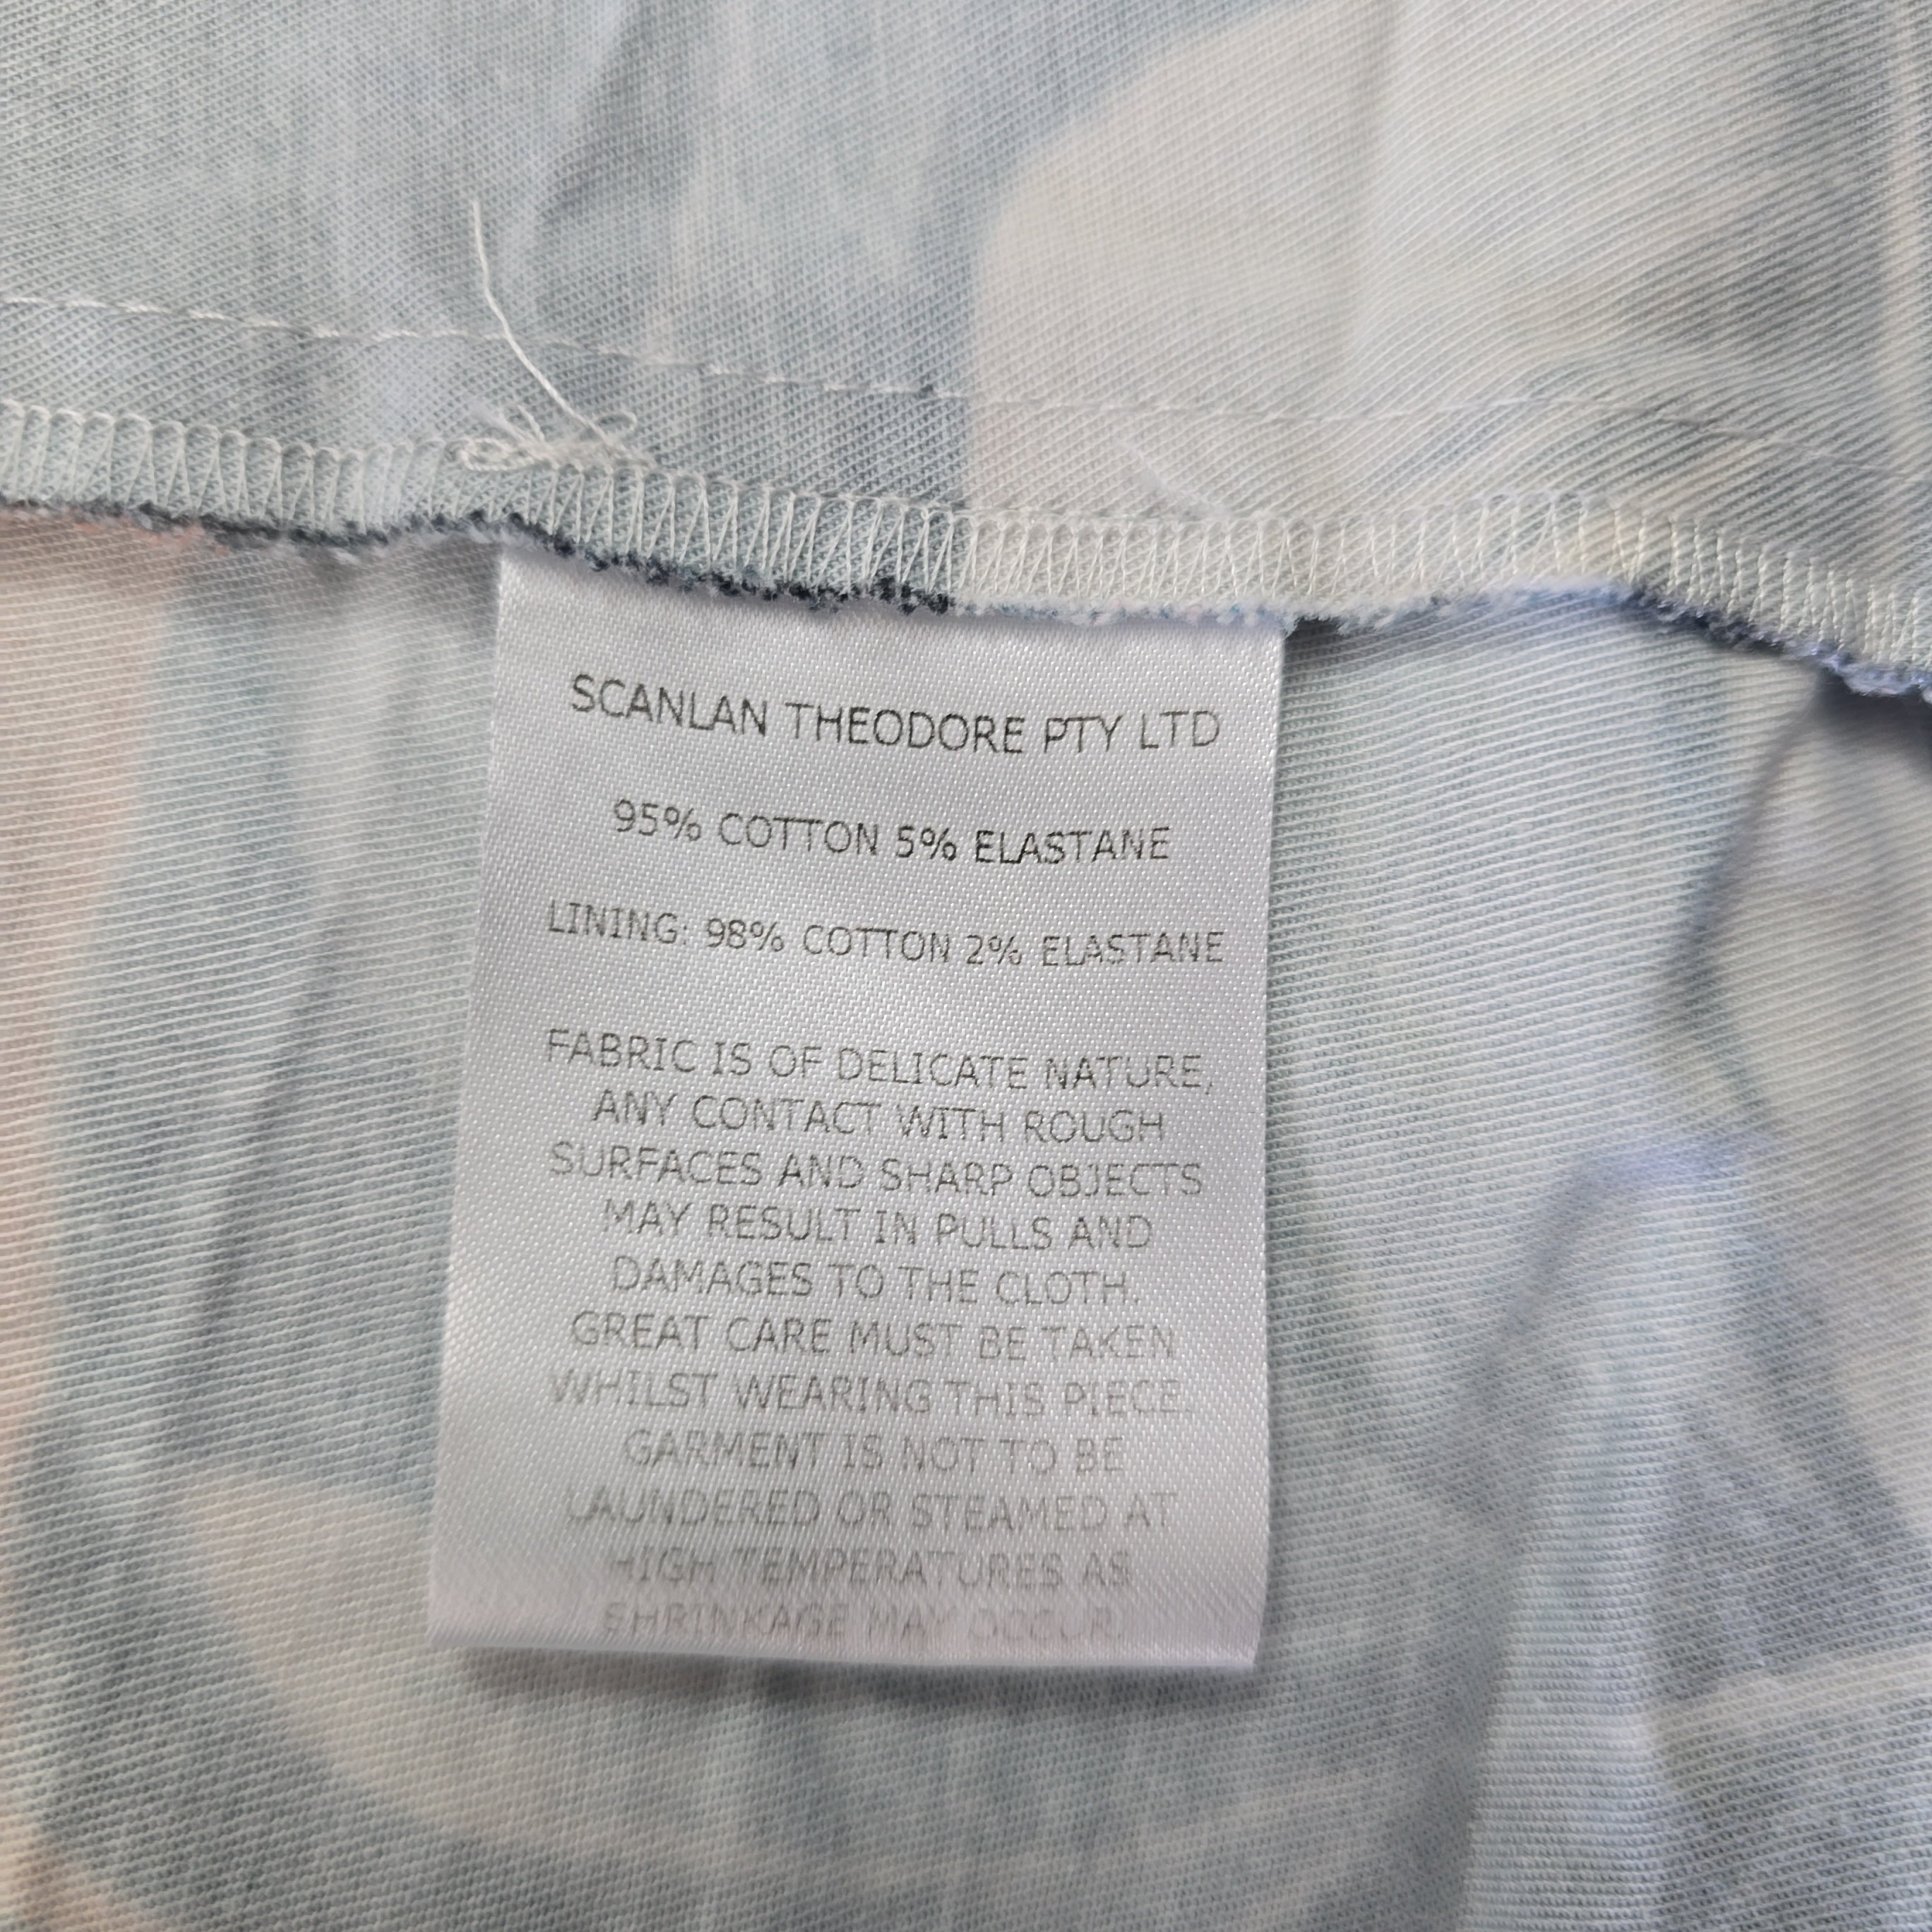 SCANLAN THEODORE PTY LTD
95% COTTON 5% ELASTANE
LINING: 98% COTTON 2% ELASTANE
FABRIC IS OF DELICATE NATURE,
ANY CONTACT WITH ROUGH
SURFACES AND SHARP OBJECTS
MAY RESULT IN PULLS AND
DAMAGES TO THE CLOTH.
GREAT CARE MUST BE TAKEN
WHILST WEARING THIS PIECE.
GARMENT IS NOT TO BE
LAUNDERED OR STEAMED AT
HIGH TEMPERATURES AS
SHRINKAGE MAY OCCUR.